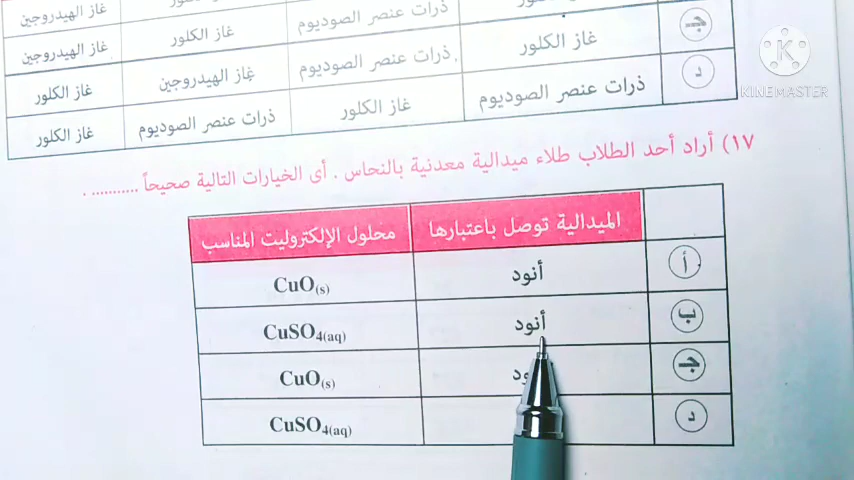 غاز الهيدروجين
ذرات عنصر الصوديوم
جـ غاز الكلور ذرات عنصر الصوديوم غاز الكلور غاز الهيدروجين
د ذرات عنصر الصوديوم غاز الكلور غاز الهيدروجين غاز الكلور
ذرات عنصر الصوديوم غاز الكلور
KINEMASTER
١٧) أراد أحد الطلاب طلاء ميدالية معدنية بالنحاس . أى الخيارات التالية صحيحاً ........... .
الميدالية توصل باعتبارها محلول الإلكتروليت المناسب
أ أنود CuO(s)
ب أنود CuSO4(aq)
جـ CuO(s)
د CuSO4(aq)